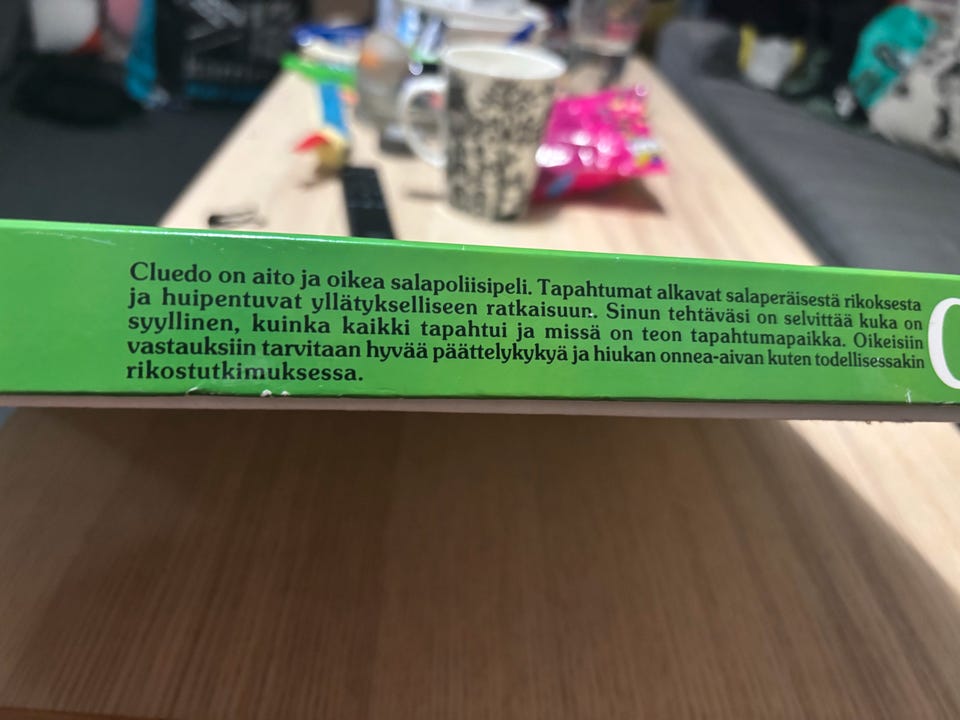 Cluedo on aito ja oikea salapoliisipeli. Tapahtumat alkavat salaperäisestä rikoksesta
ja huipentuvat yllätykselliseen ratkaisuun. Sinun tehtäväsi on selvittää kuka on
syyllinen, kuinka kaikki tapahtui ja missä on teon tapahtumapaikka. Oikeisiin
vastauksiin tarvitaan hyvää päättelykykyä ja hiukan onnea-aivan kuten todellisessakin
rikostutkimuksessa.